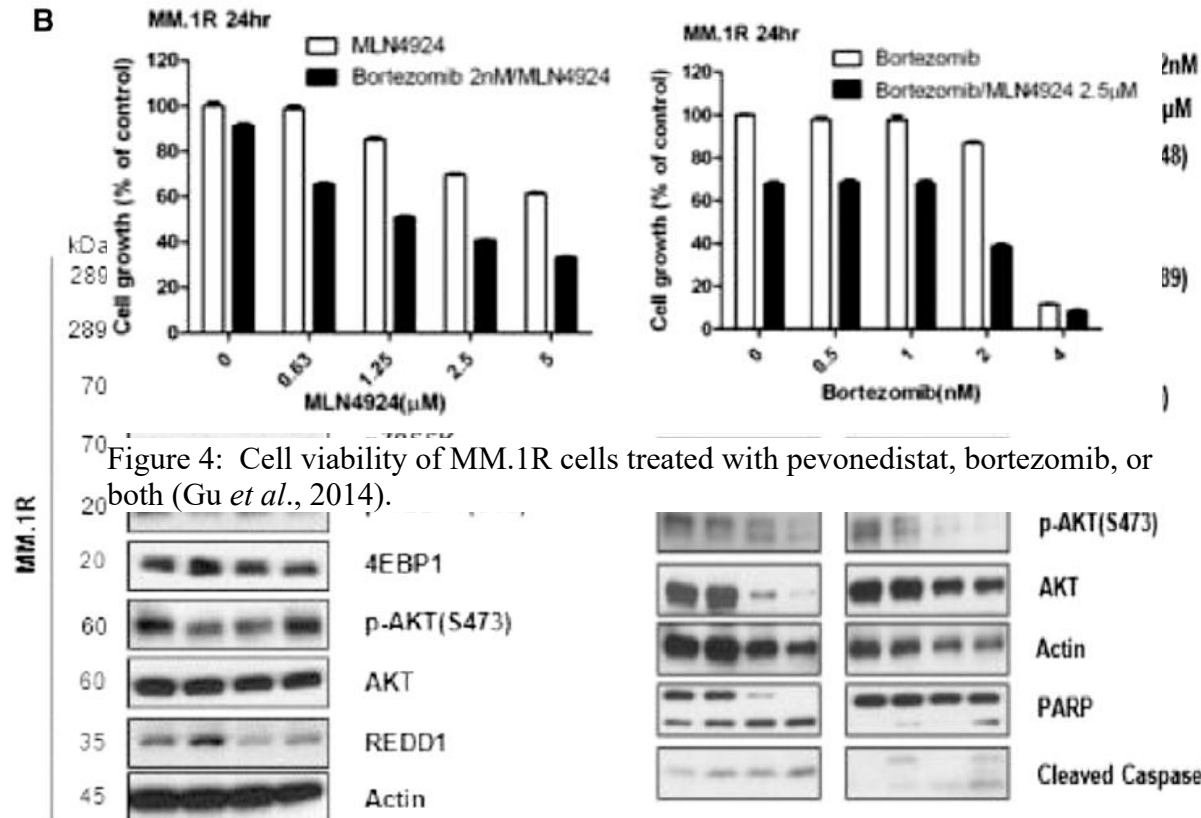 B
MM.1R 24hr
MLN4924
Bortezomib 2nM/MLN4924
Cell growth (% of control)
120
100
80
60
40
20
0
0
0.63
1.25
2.5
5
MLN4924(μM)
MM.1R 24hr
Bortezomib
Bortezomib/MLN4924 2.5μM
Cell growth (% of control)
120
100
80
60
40
20
0
0
0.5
1
2
4
Bortezomib(nM)
2nM
μM
48)
89)
)
kDa
289
289
70
70
Figure 4: Cell viability of MM.1R cells treated with pevonedistat, bortezomib, or
both (Gu et al., 2014).
MM.1R
20
20
4EBP1
60
p-AKT(S473)
60
AKT
35
REDD1
45
Actin
p-AKT(S473)
AKT
Actin
PARP
Cleaved Caspase